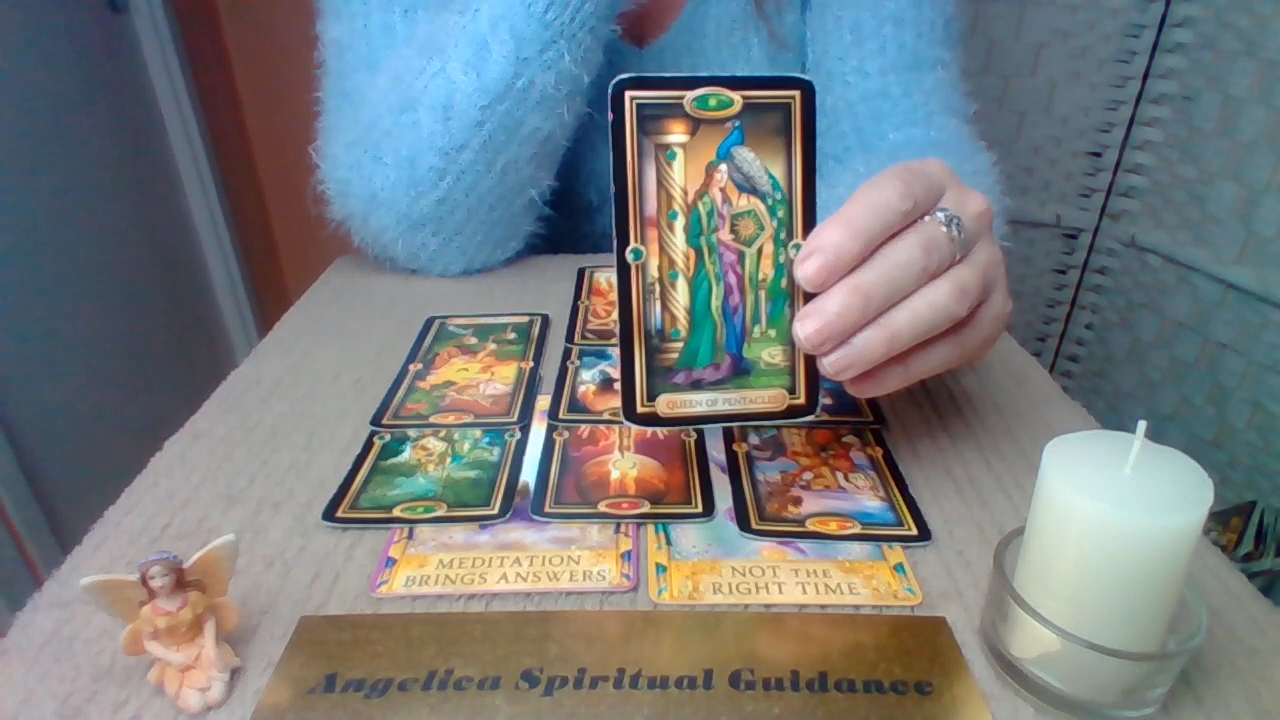 QUEEN OF PENTACLES
MEDITATION
BRINGS ANSWERS
NOT THE
RIGHT TIME
Angelica Spiritual Guidance